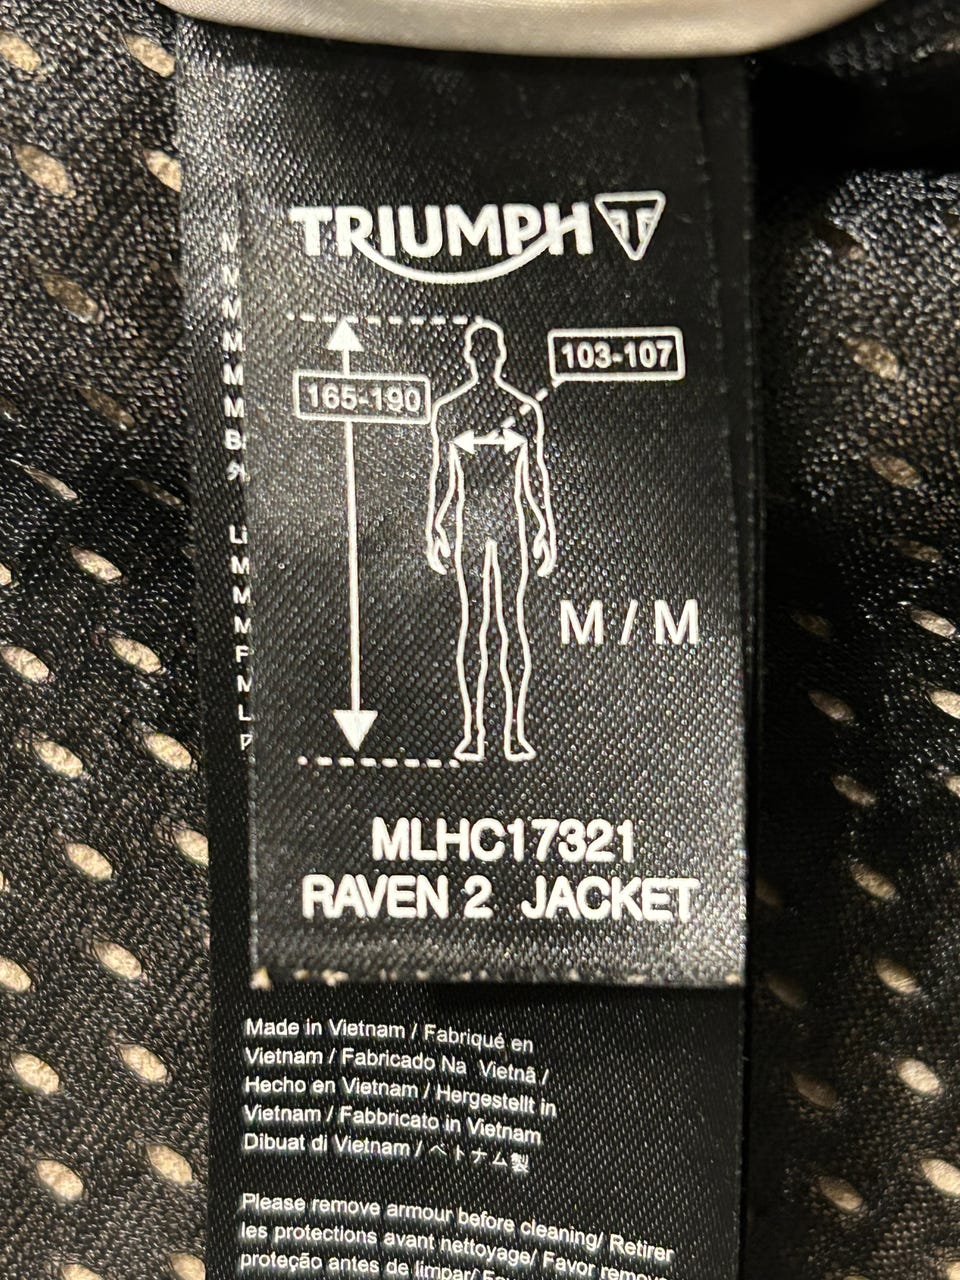 TRIUMPH
165-190
103-107
M / M
MLHC17321
RAVEN 2 JACKET
Made in Vietnam / Fabriqué en
Vietnam / Fabricado Na Vietnã /
Hecho en Vietnam / Hergestellt in
Vietnam / Fabbricato in Vietnam
Dibuat di Vietnam / ベトナム製
Please remove armour before cleaning/ Retirer
les protections avant nettoyage/ Favor remove
proteção antes de limpar/